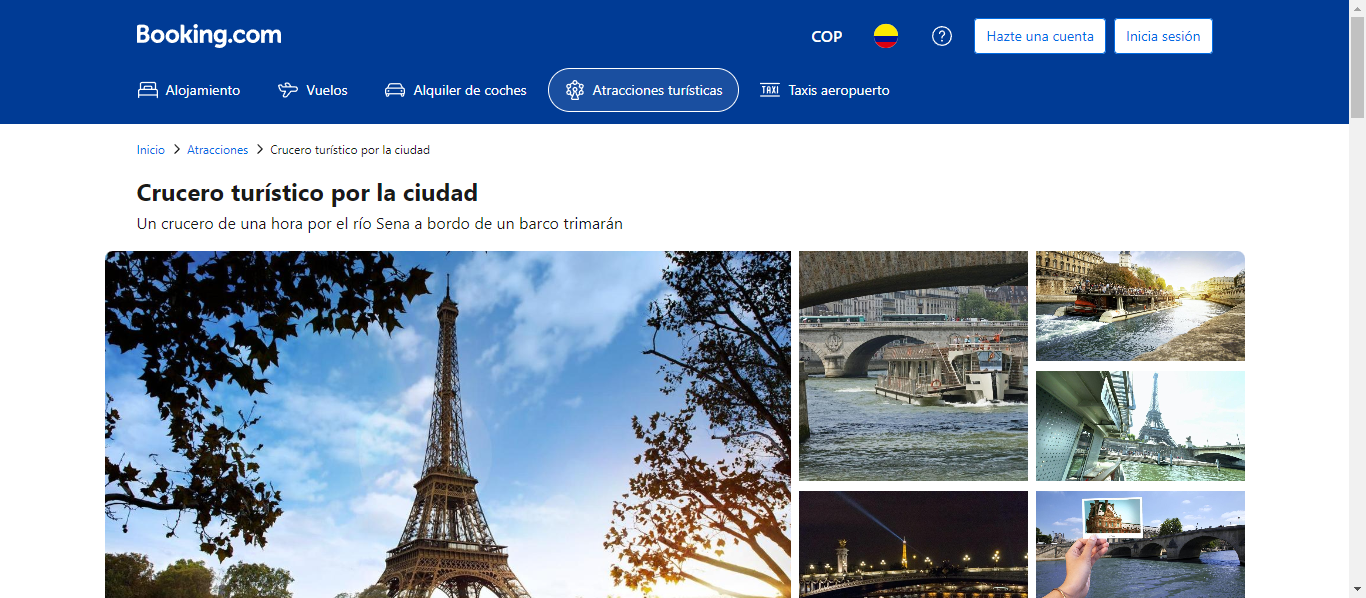 Booking.com
COP
Hazte una cuenta
Inicia sesión
Alojamiento
Vuelos
Alquiler de coches
Atracciones turísticas
TAXI
Taxis aeropuerto
Inicio > Atracciones > Crucero turístico por la ciudad
Crucero turístico por la ciudad
Un crucero de una hora por el río Sena a bordo de un barco trimarán